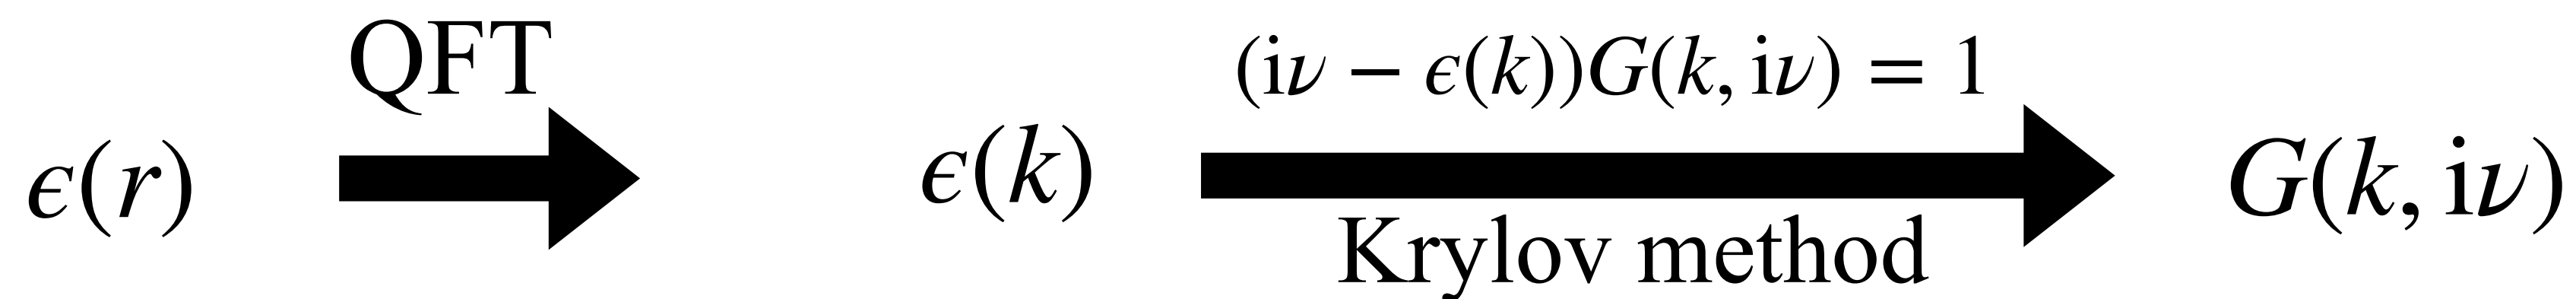 ϵ(r)
QFT
ϵ(k)
(iν − ϵ(k))G(k, iν) = 1
Krylov method
G(k, iν)